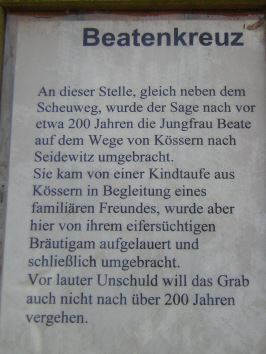 Beatenkreuz
An dieser Stelle, gleich neben dem
Scheuweg, wurde der Sage nach vor
etwa 200 Jahren die Jungfrau Beate
auf dem Wege von Kössern nach
Seidewitz umgebracht.
Sie kam von einer Kindtaufe aus
Kössern in Begleitung eines
familiären Freundes, wurde aber
hier von ihrem eifersüchtigen
Bräutigam aufgelauert und
schließlich umgebracht.
Vor lauter Unschuld will das Grab
auch nicht nach über 200 Jahren
vergehen.